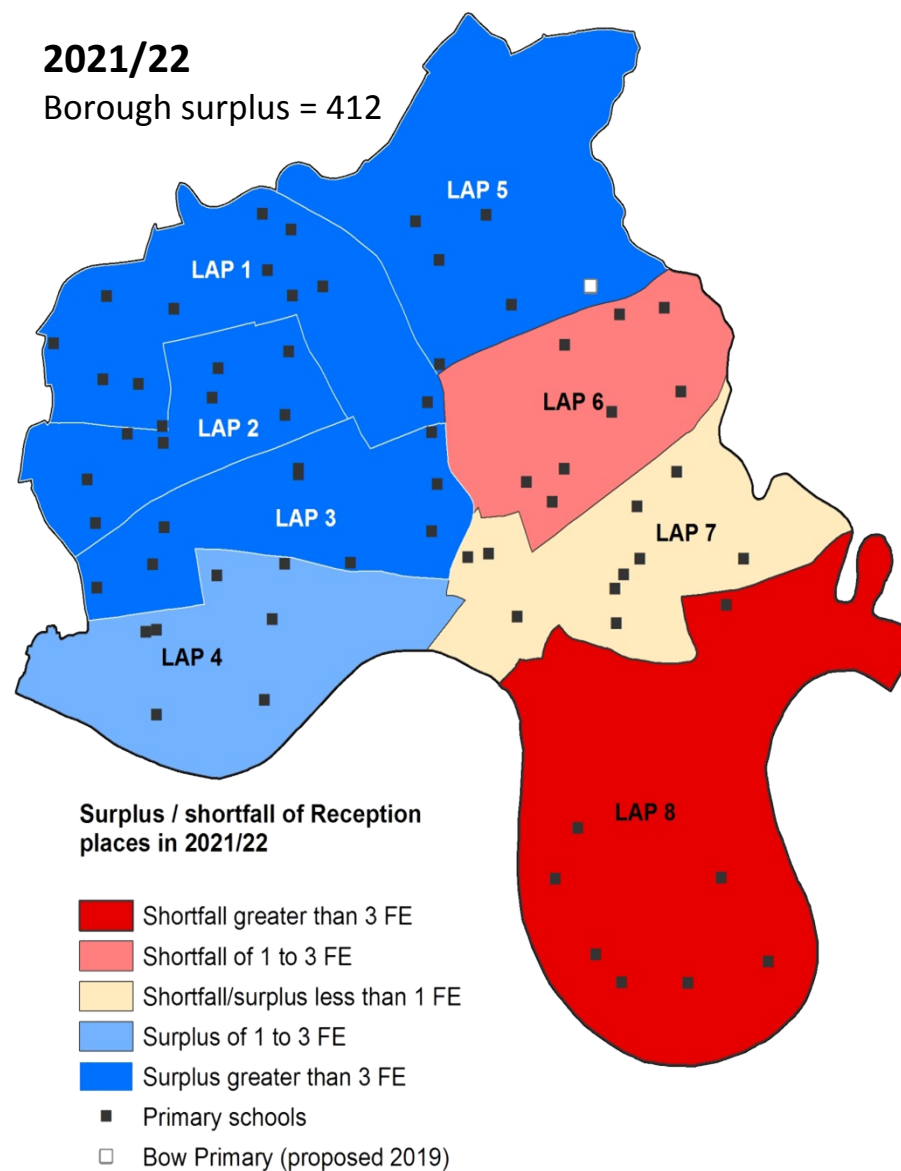 2021/22
Borough surplus = 412
LAP 5
LAP 1
LAP 6
LAP 2
LAP 3
LAP 7
LAP 4
LAP 8
Surplus / shortfall of Reception
places in 2021/22
Shortfall greater than 3 FE
Shortfall of 1 to 3 FE
Shortfall/surplus less than 1 FE
Surplus of 1 to 3 FE
Surplus greater than 3 FE
Primary schools
Bow Primary (proposed 2019)